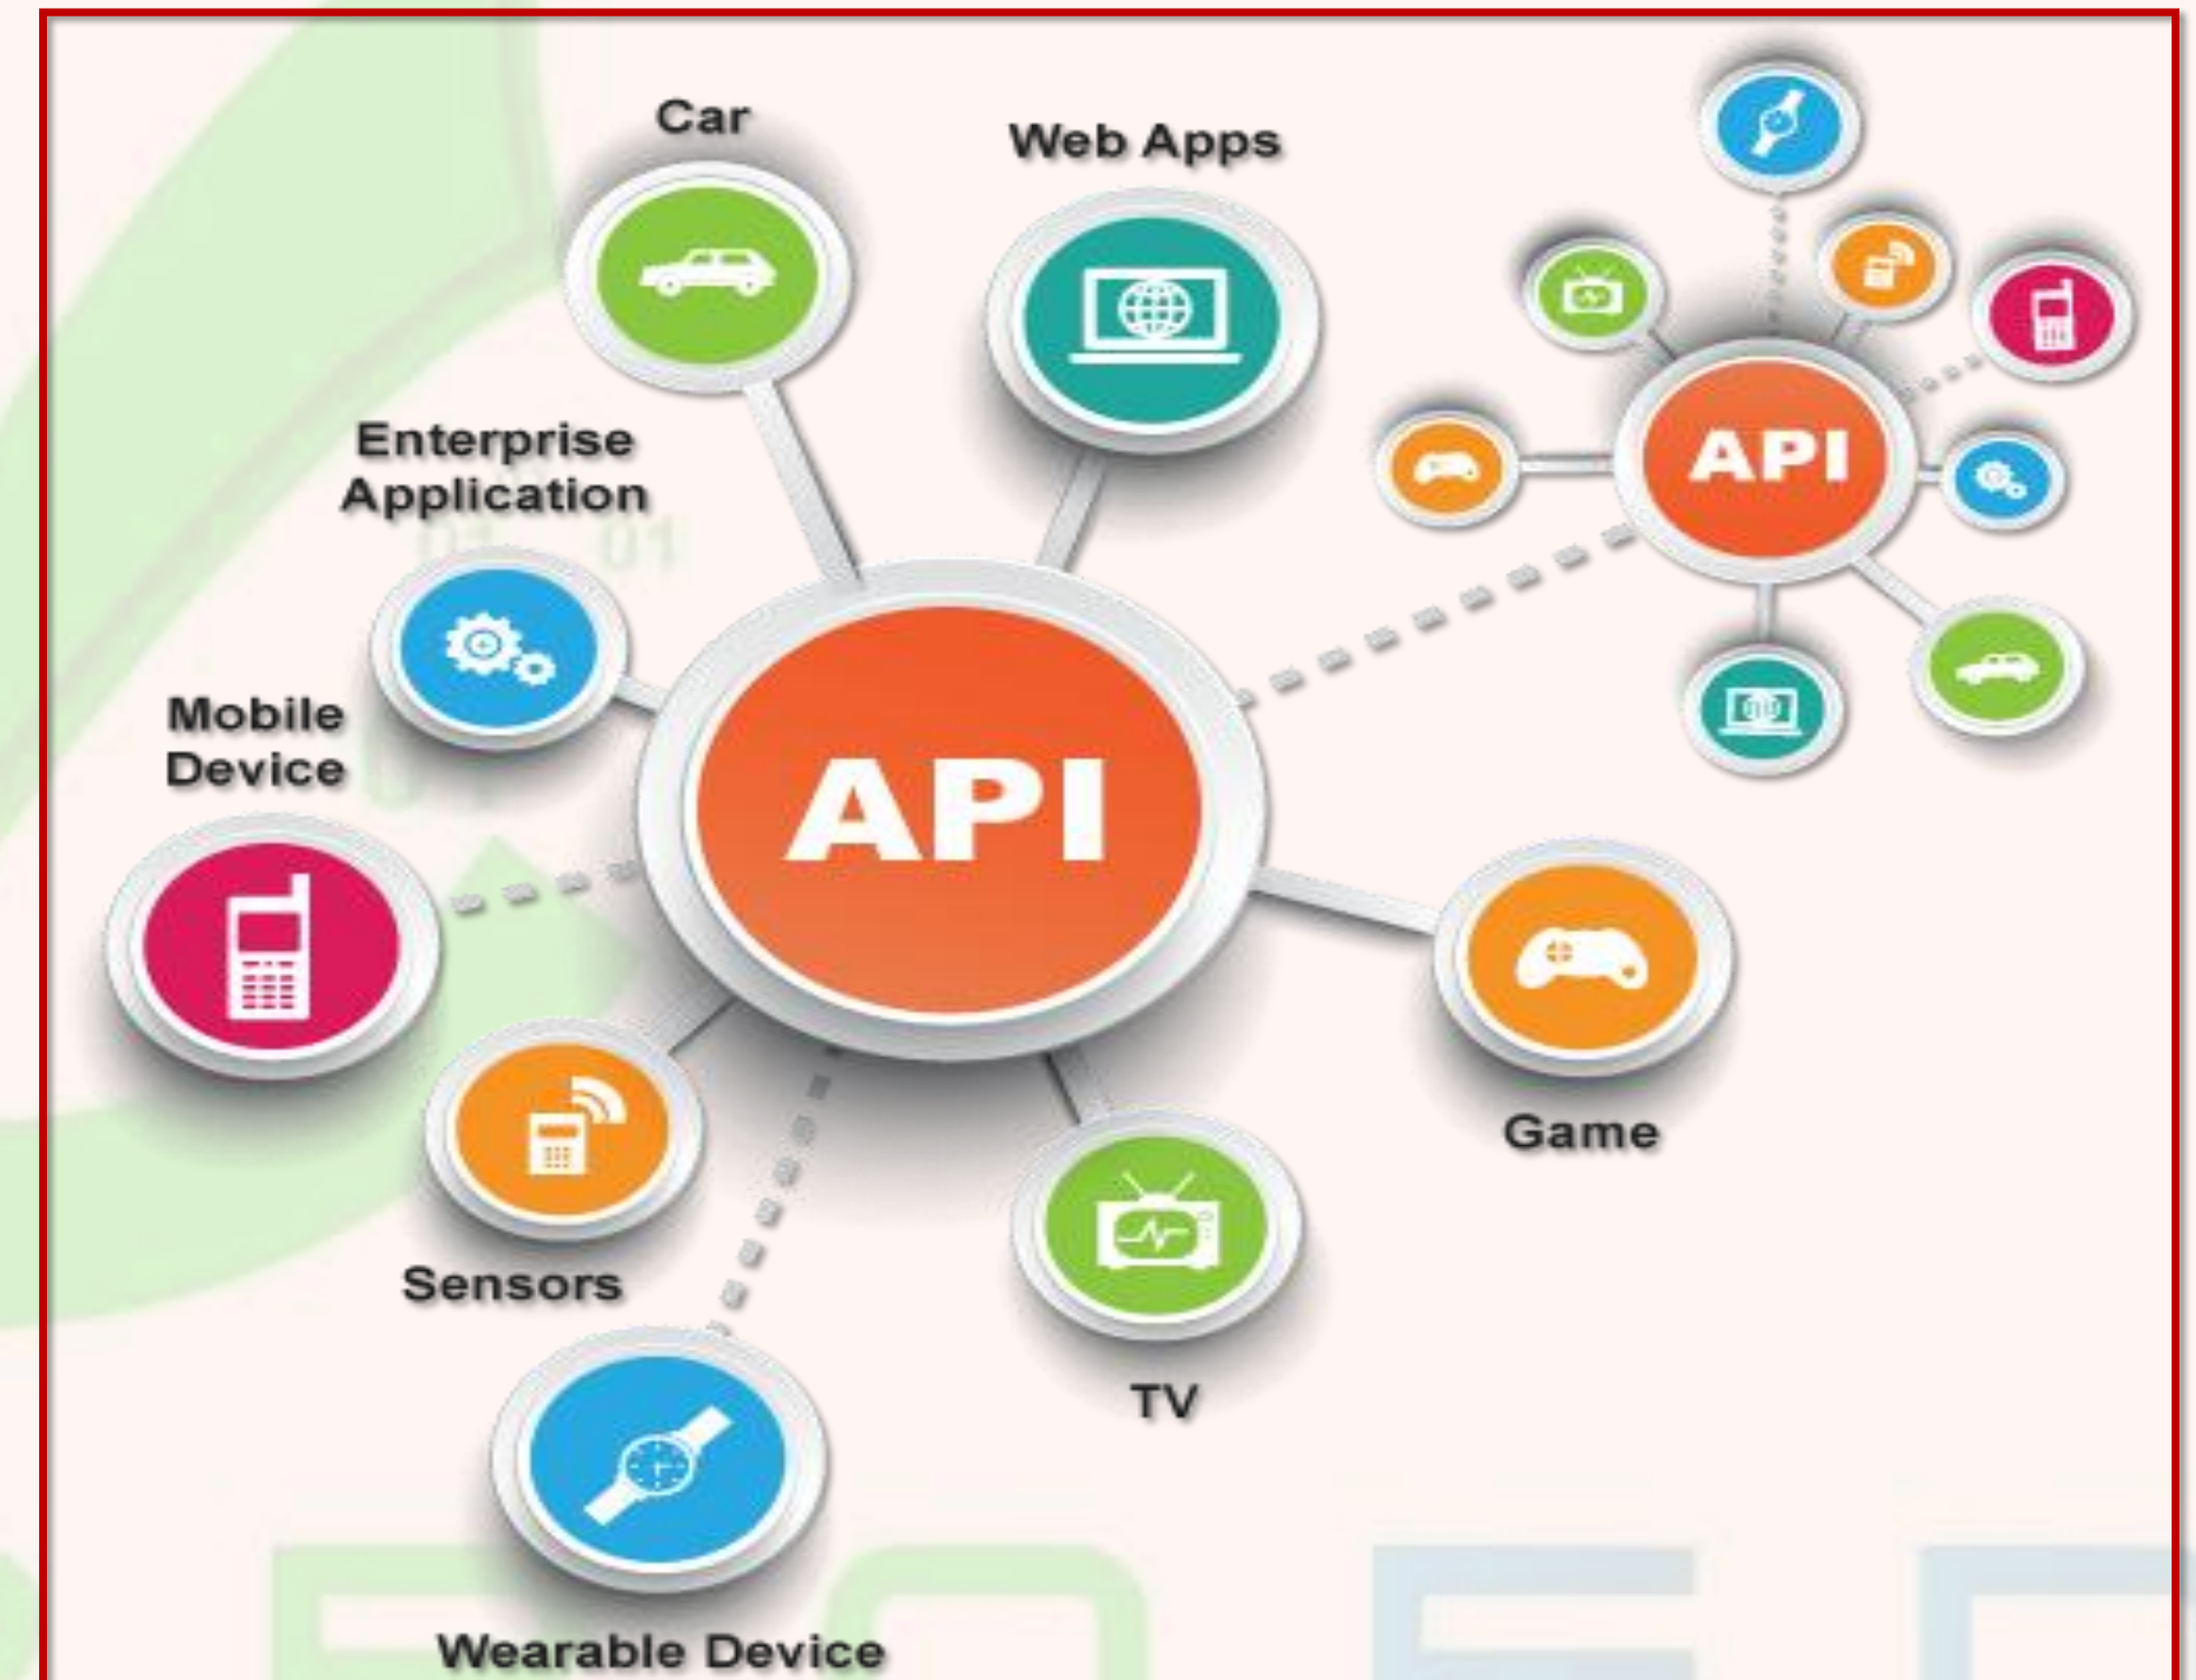 Car
Web Apps
Enterprise
Application
API
Mobile
Device
API
Game
Sensors
TV
Wearable Device